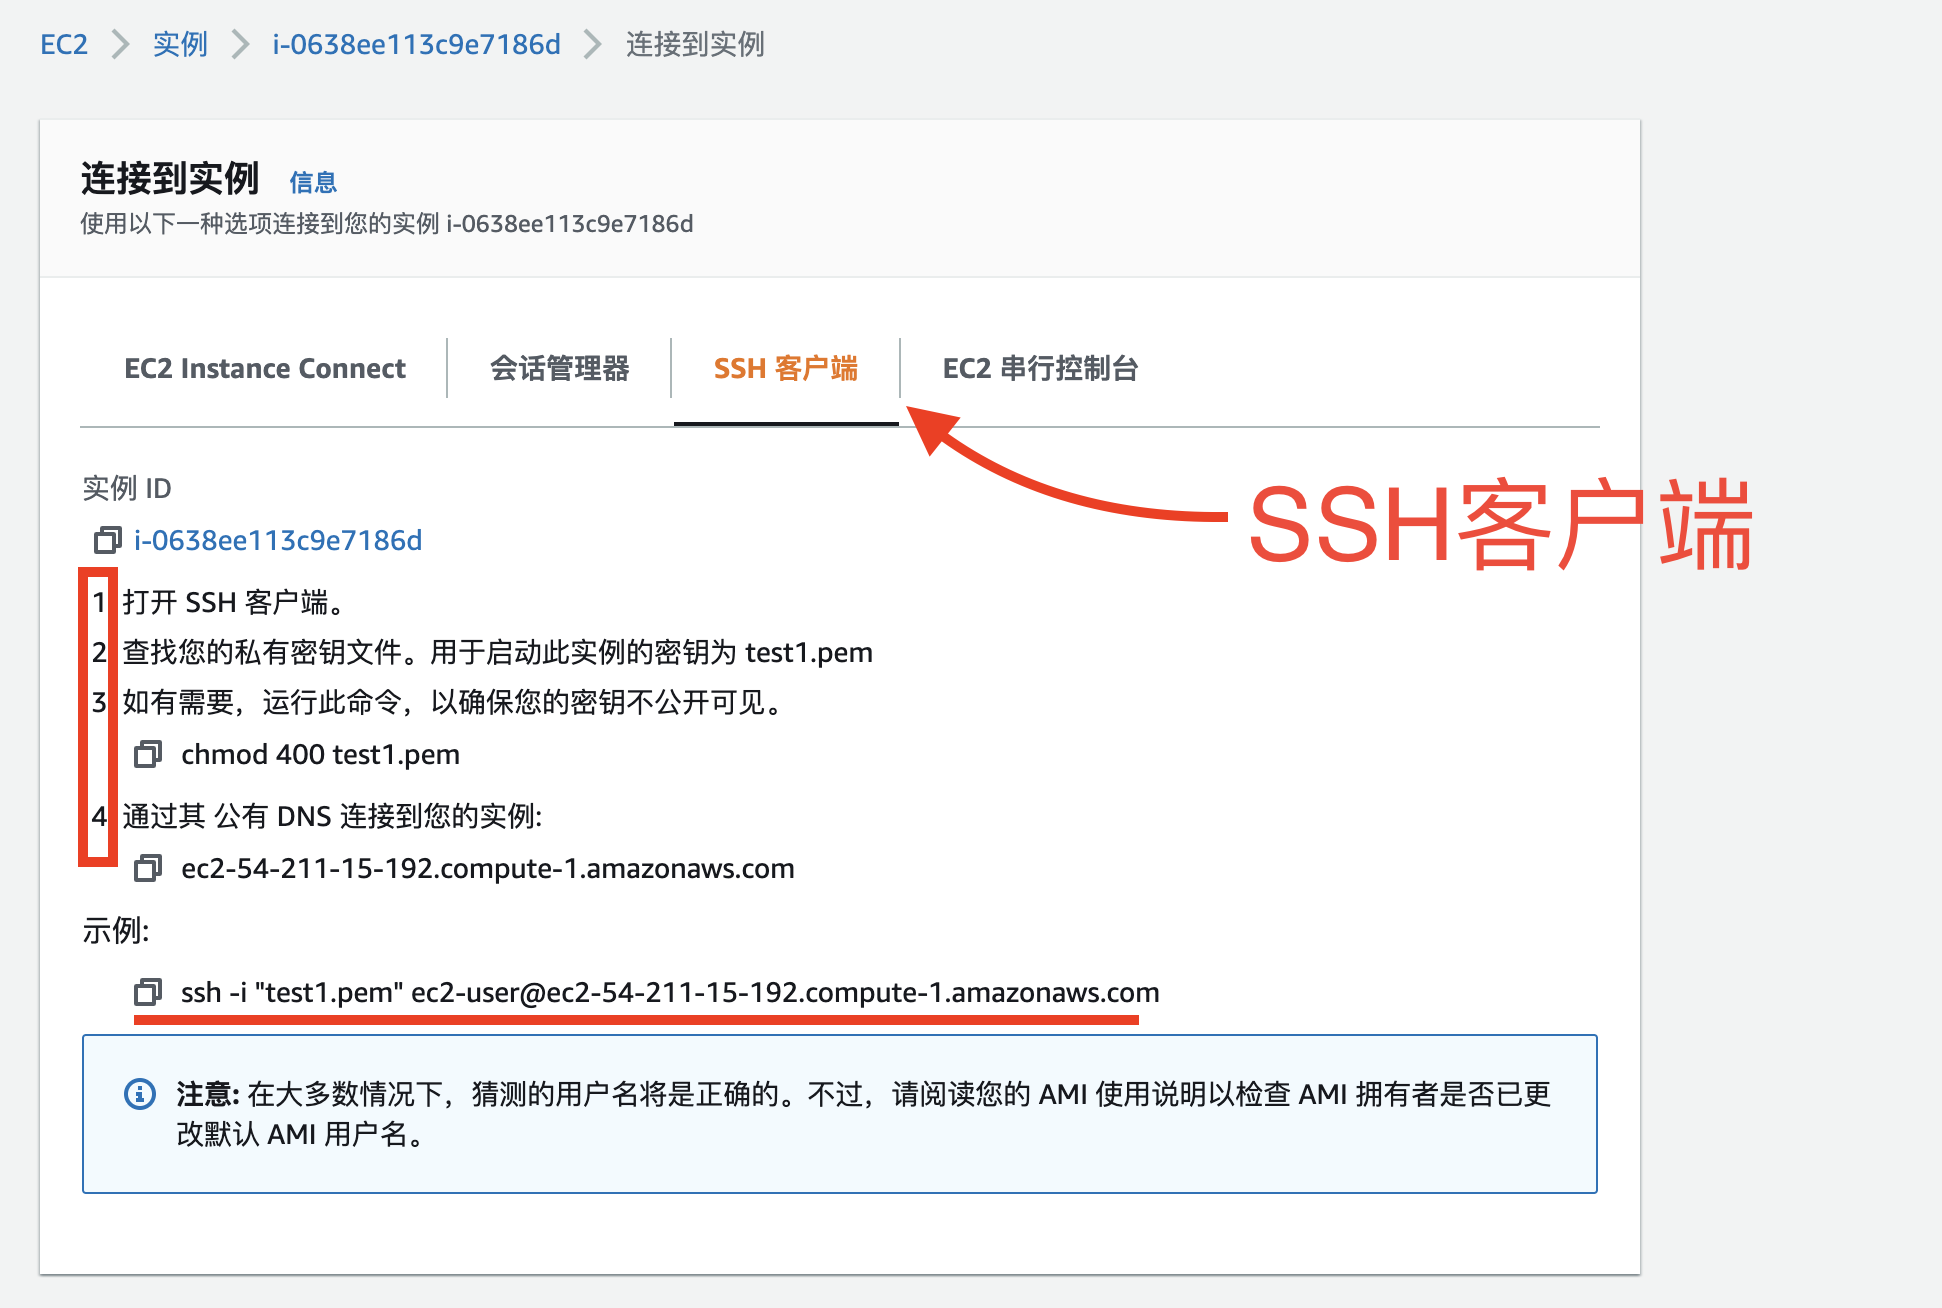 EC2 > 实例 > i-0638ee113c9e7186d > 连接到实例
连接到实例 信息
使用以下一种选项连接到您的实例 i-0638ee113c9e7186d
EC2 Instance Connect 会话管理器 SSH 客户端 EC2 串行控制台
SSH客户端
实例 ID
i-0638ee113c9e7186d
1 打开 SSH 客户端。
2 查找您的私有密钥文件。用于启动此实例的密钥为 test1.pem
3 如有需要，运行此命令，以确保您的密钥不公开可见。
chmod 400 test1.pem
4 通过其 公有 DNS 连接到您的实例:
ec2-54-211-15-192.compute-1.amazonaws.com
示例:
ssh -i "test1.pem" ec2-user@ec2-54-211-15-192.compute-1.amazonaws.com
注意: 在大多数情况下，猜测的用户名将是正确的。不过，请阅读您的 AMI 使用说明以检查 AMI 拥有者是否已更
改默认 AMI 用户名。